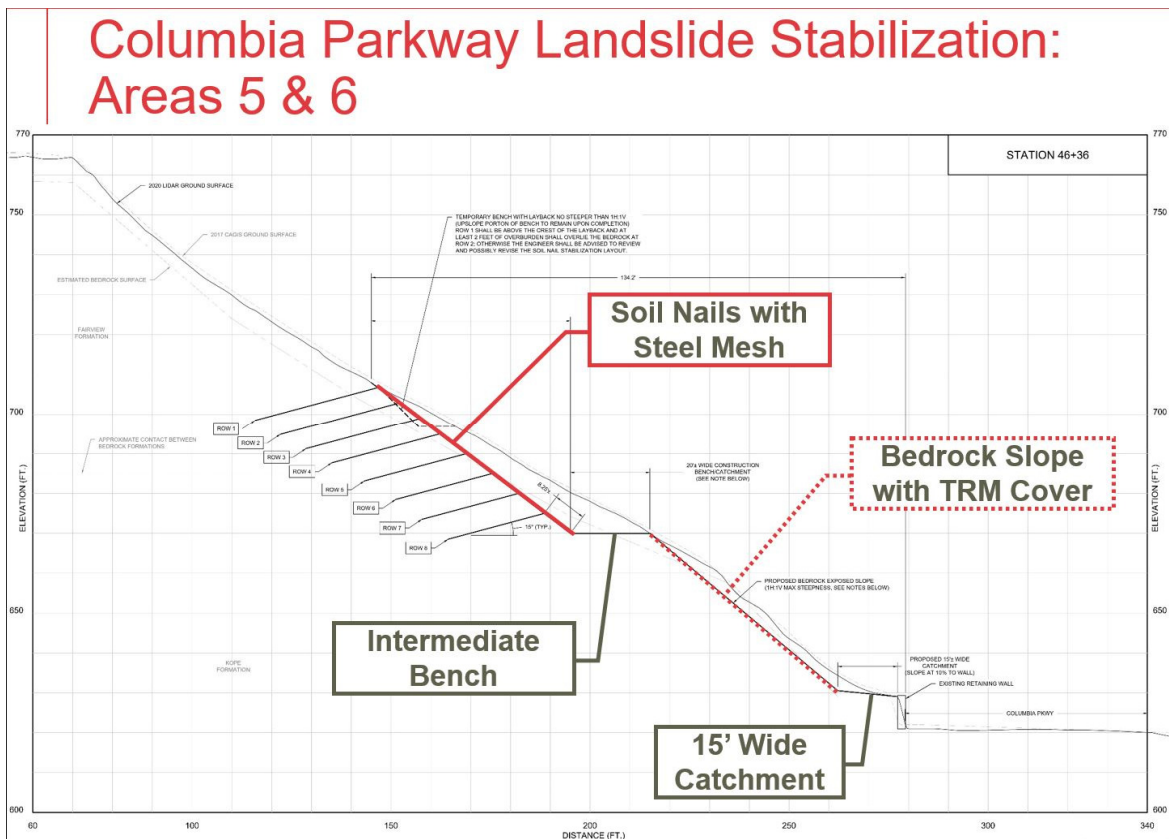 Columbia Parkway Landslide Stabilization:
Areas 5 & 6
770
770
STATION 46+36
2020 LIDAR GROUND SURFACE
750
750
TEMPORARY BENCH WITH LAYBACK NO STEEPER THAN 1H:1V
(UPSLOPE PORTON OF BENCH TO REMAIN UPON COMPLETION)
ROW 1 SHALL BE ABOVE THE CREST OF THE LAYBACK AND AT
LEAST 2 FEET OF OVERBURDEN SHALL OVERLIE THE BEDROCK AT
ROW 2; OTHERWISE THE ENGINEER SHALL BE ADVISED TO REVIEW
AND POSSIBLY REVISE THE SOIL NAIL STABILIZATION LAYOUT.
2017 CAGIS GROUND SURFACE
ESTIMATED BEDROCK SURFACE
134.2'
Soil Nails with
Steel Mesh
FAIRVIEW
FORMATION
700
700
ROW 1
ROW 2
ROW 3
ROW 4
ROW 5
ROW 6
ROW 7
ROW 8
APPROXIMATE CONTACT BETWEEN
BEDROCK FORMATIONS
20'± WIDE CONSTRUCTION
BENCH/CATCHMENT
(SEE NOTE BELOW)
Bedrock Slope
with TRM Cover
ELEVATION (FT.)
ELEVATION (FT.)
8.25'±
15° (TYP.)
PROPOSED BEDROCK EXPOSED SLOPE
(1H:1V MAX STEEPNESS, SEE NOTES BELOW)
650
650
Intermediate
Bench
KOPE
FORMATION
PROPOSED 15'± WIDE
CATCHMENT
(SLOPE AT 10% TO WALL)
EXISTING RETAINING WALL
COLUMBIA PKWY
15’ Wide
Catchment
600
600
60
100
150
200
250
300
340
DISTANCE (FT.)